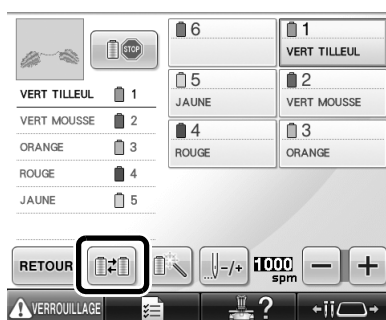 STOP
VERT TILLEUL 1
VERT MOUSSE 2
ORANGE 3
ROUGE 4
JAUNE 5
6
1
VERT TILLEUL
5
JAUNE
2
VERT MOUSSE
4
ROUGE
3
ORANGE
RETOUR
-/+
1000
spm
− +
VERROUILLAGE
?